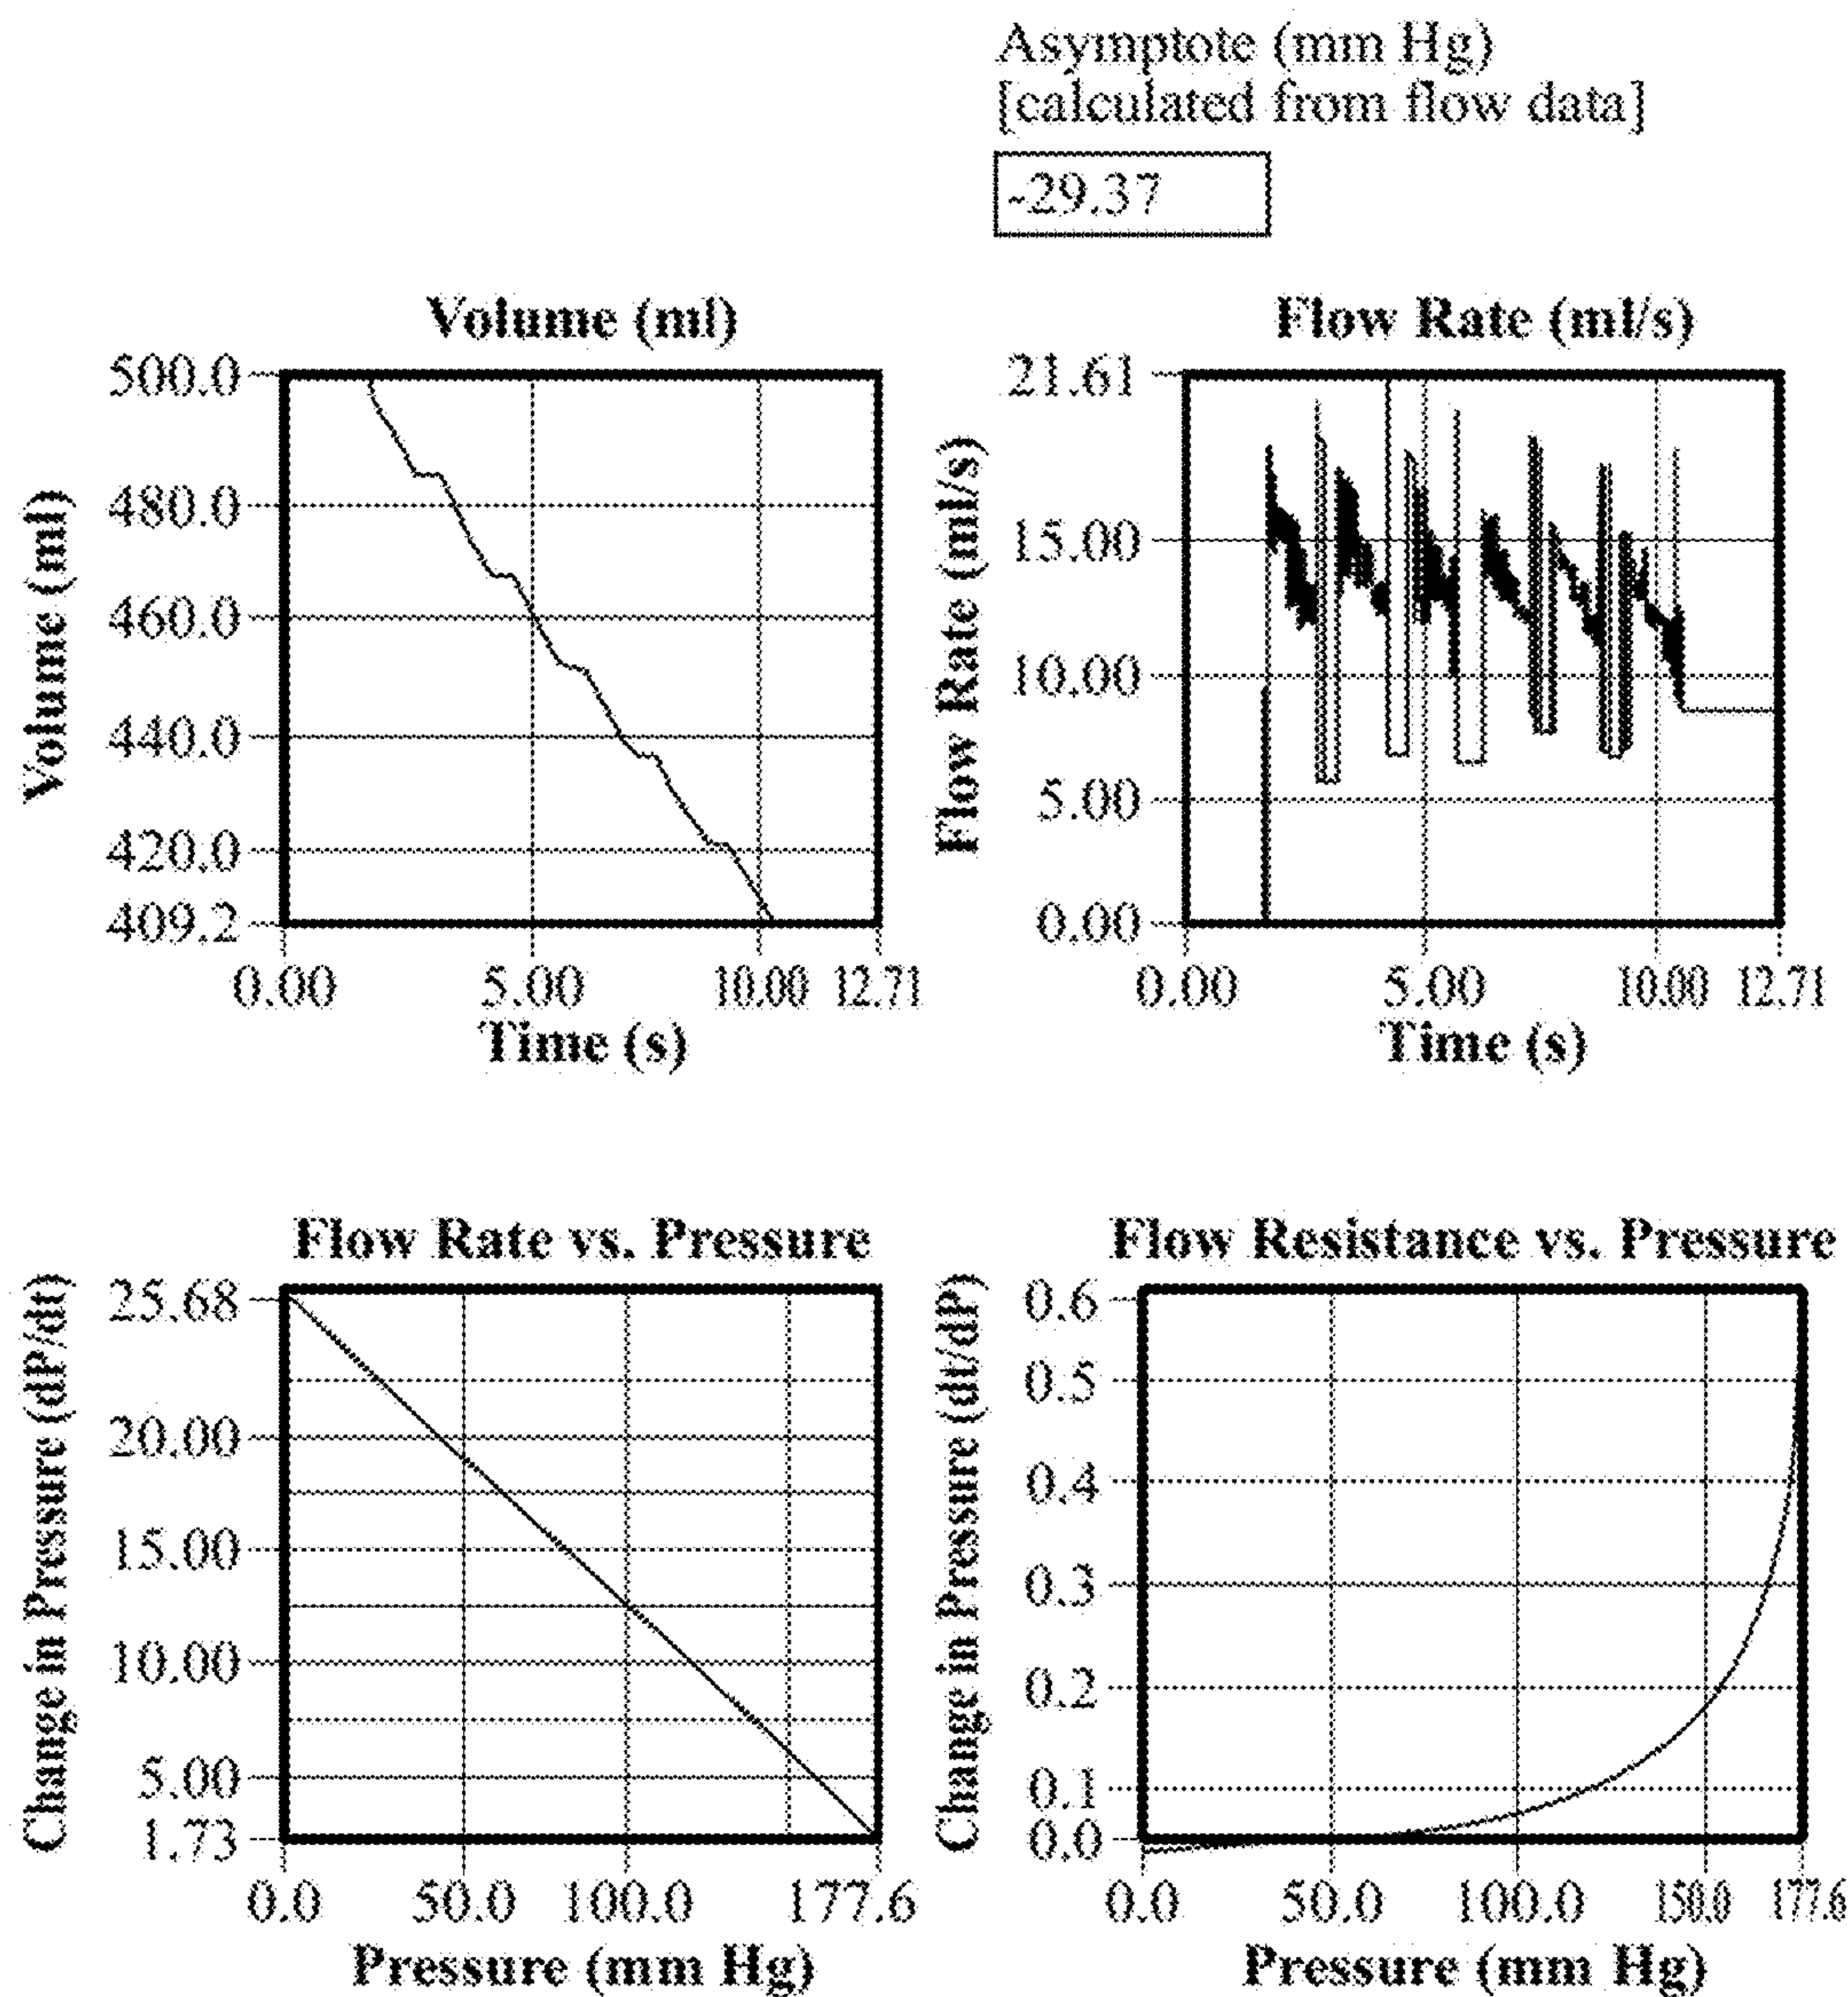 Asymptote (mm Hg)
[calculated from flow data]
-29.37
Volume (ml)
Volume (ml)
500.0
480.0
460.0
440.0
420.0
409.2
0.00 5.00 10.00 12.71
Time (s)
Flow Rate (ml/s)
Flow Rate (ml/s)
21.61
15.00
10.00
5.00
0.00
0.00 5.00 10.00 12.71
Time (s)
Flow Rate vs. Pressure
Change in Pressure (dP/dt)
25.68
20.00
15.00
10.00
5.00
1.73
0.0 50.0 100.0 177.6
Pressure (mm Hg)
Flow Resistance vs. Pressure
Change in Pressure (dt/dP)
0.6
0.5
0.4
0.3
0.2
0.1
0.0
0.0 50.0 100.0 150.0 177.6
Pressure (mm Hg)